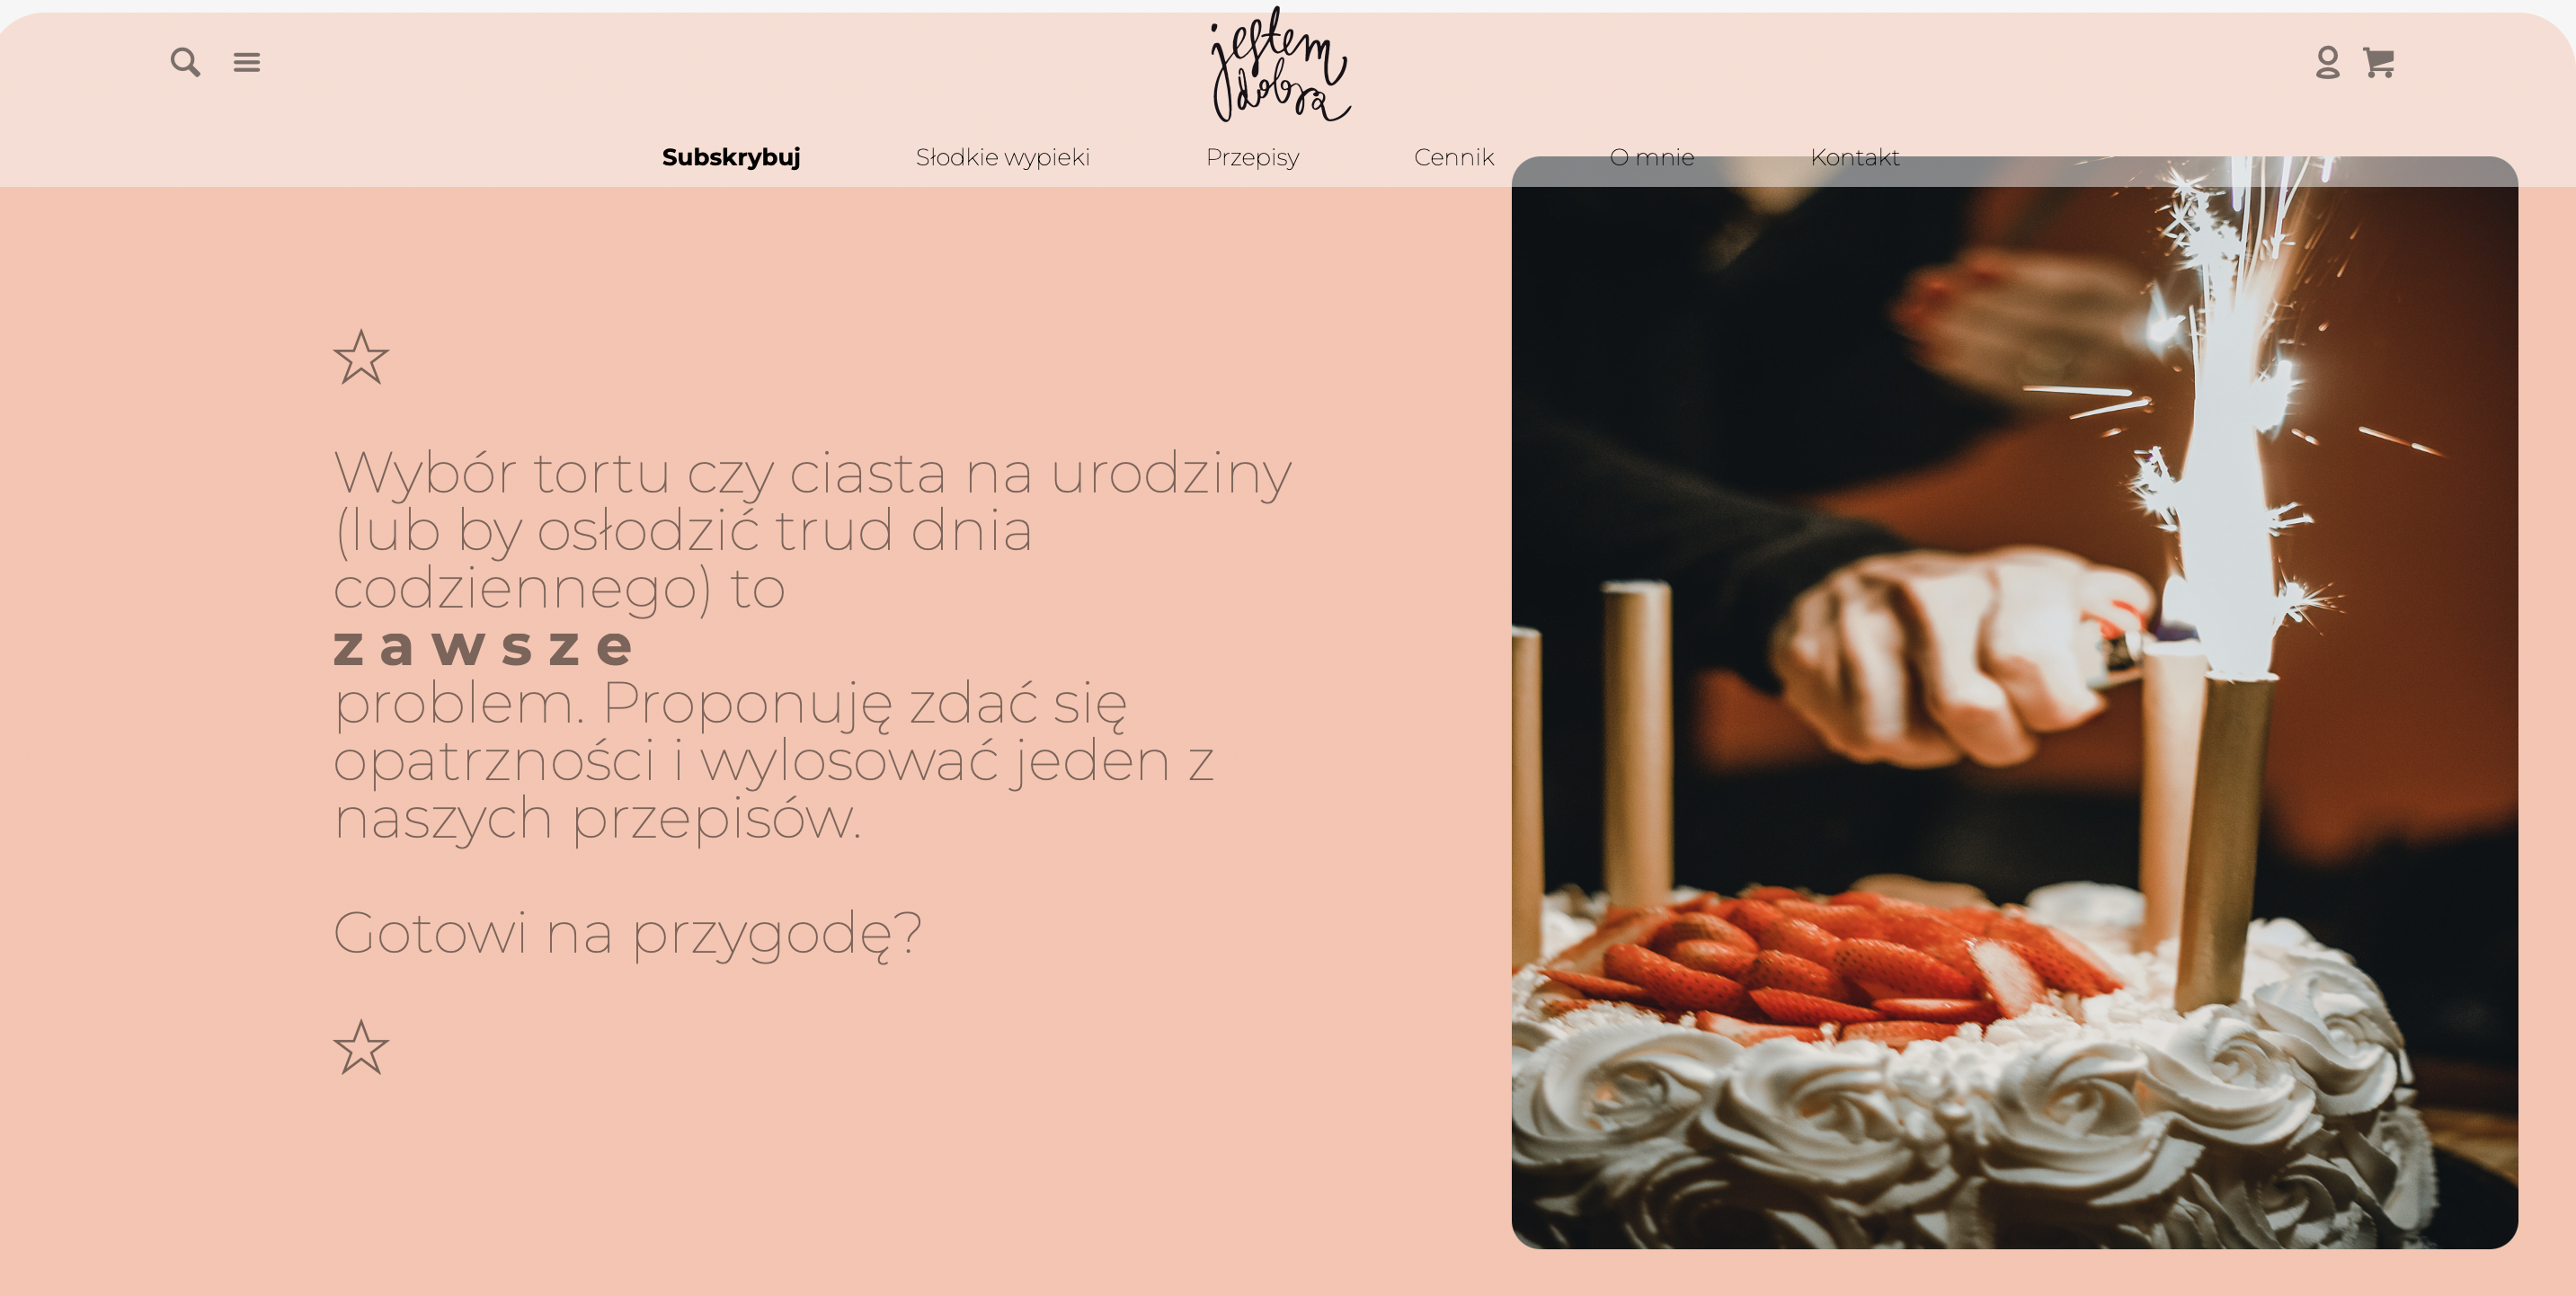 jestem
dobra
Subskrybuj Słodkie wypieki Przepisy Cennik O mnie Kontakt
Wybór tortu czy ciasta na urodziny
(lub by osłodzić trud dnia
codziennego) to
z a w s z e
problem. Proponuję zdać się
opatrzności i wylosować jeden z
naszych przepisów.
Gotowi na przygodę?